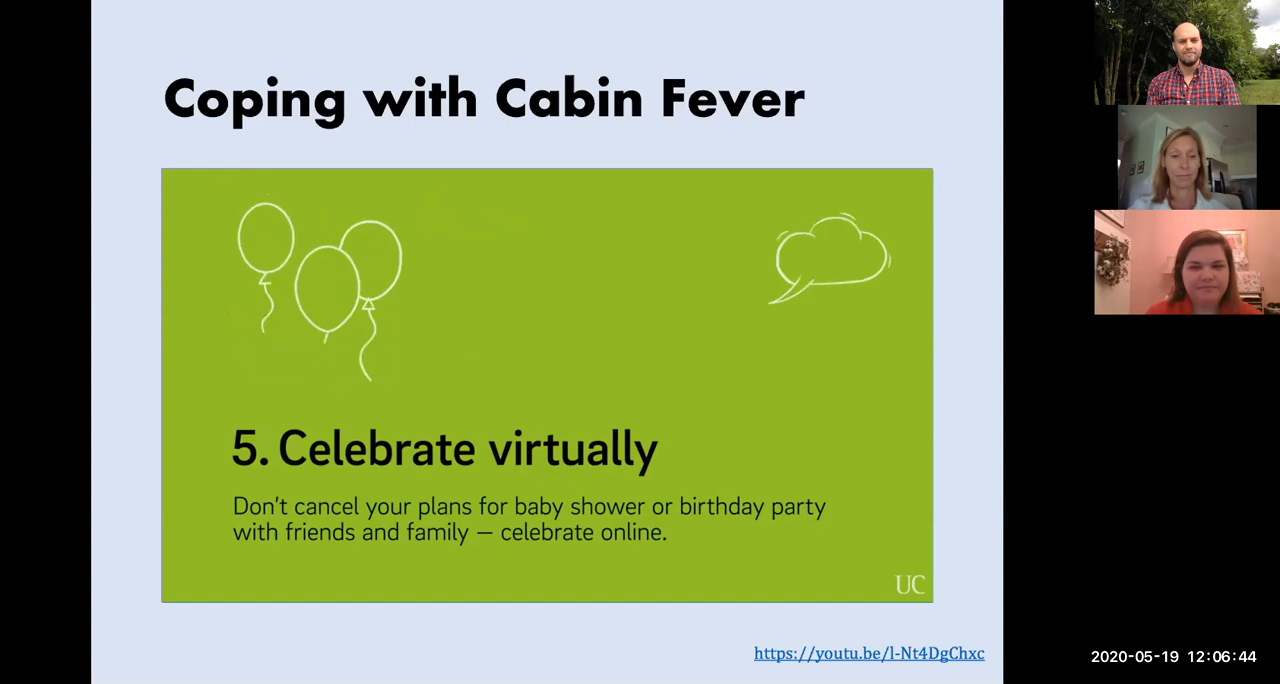 Coping with Cabin Fever
5. Celebrate virtually
Don't cancel your plans for baby shower or birthday party
with friends and family — celebrate online.
UC
https://youtu.be/l-Nt4DgChxc
2020-05-19 12:06:44